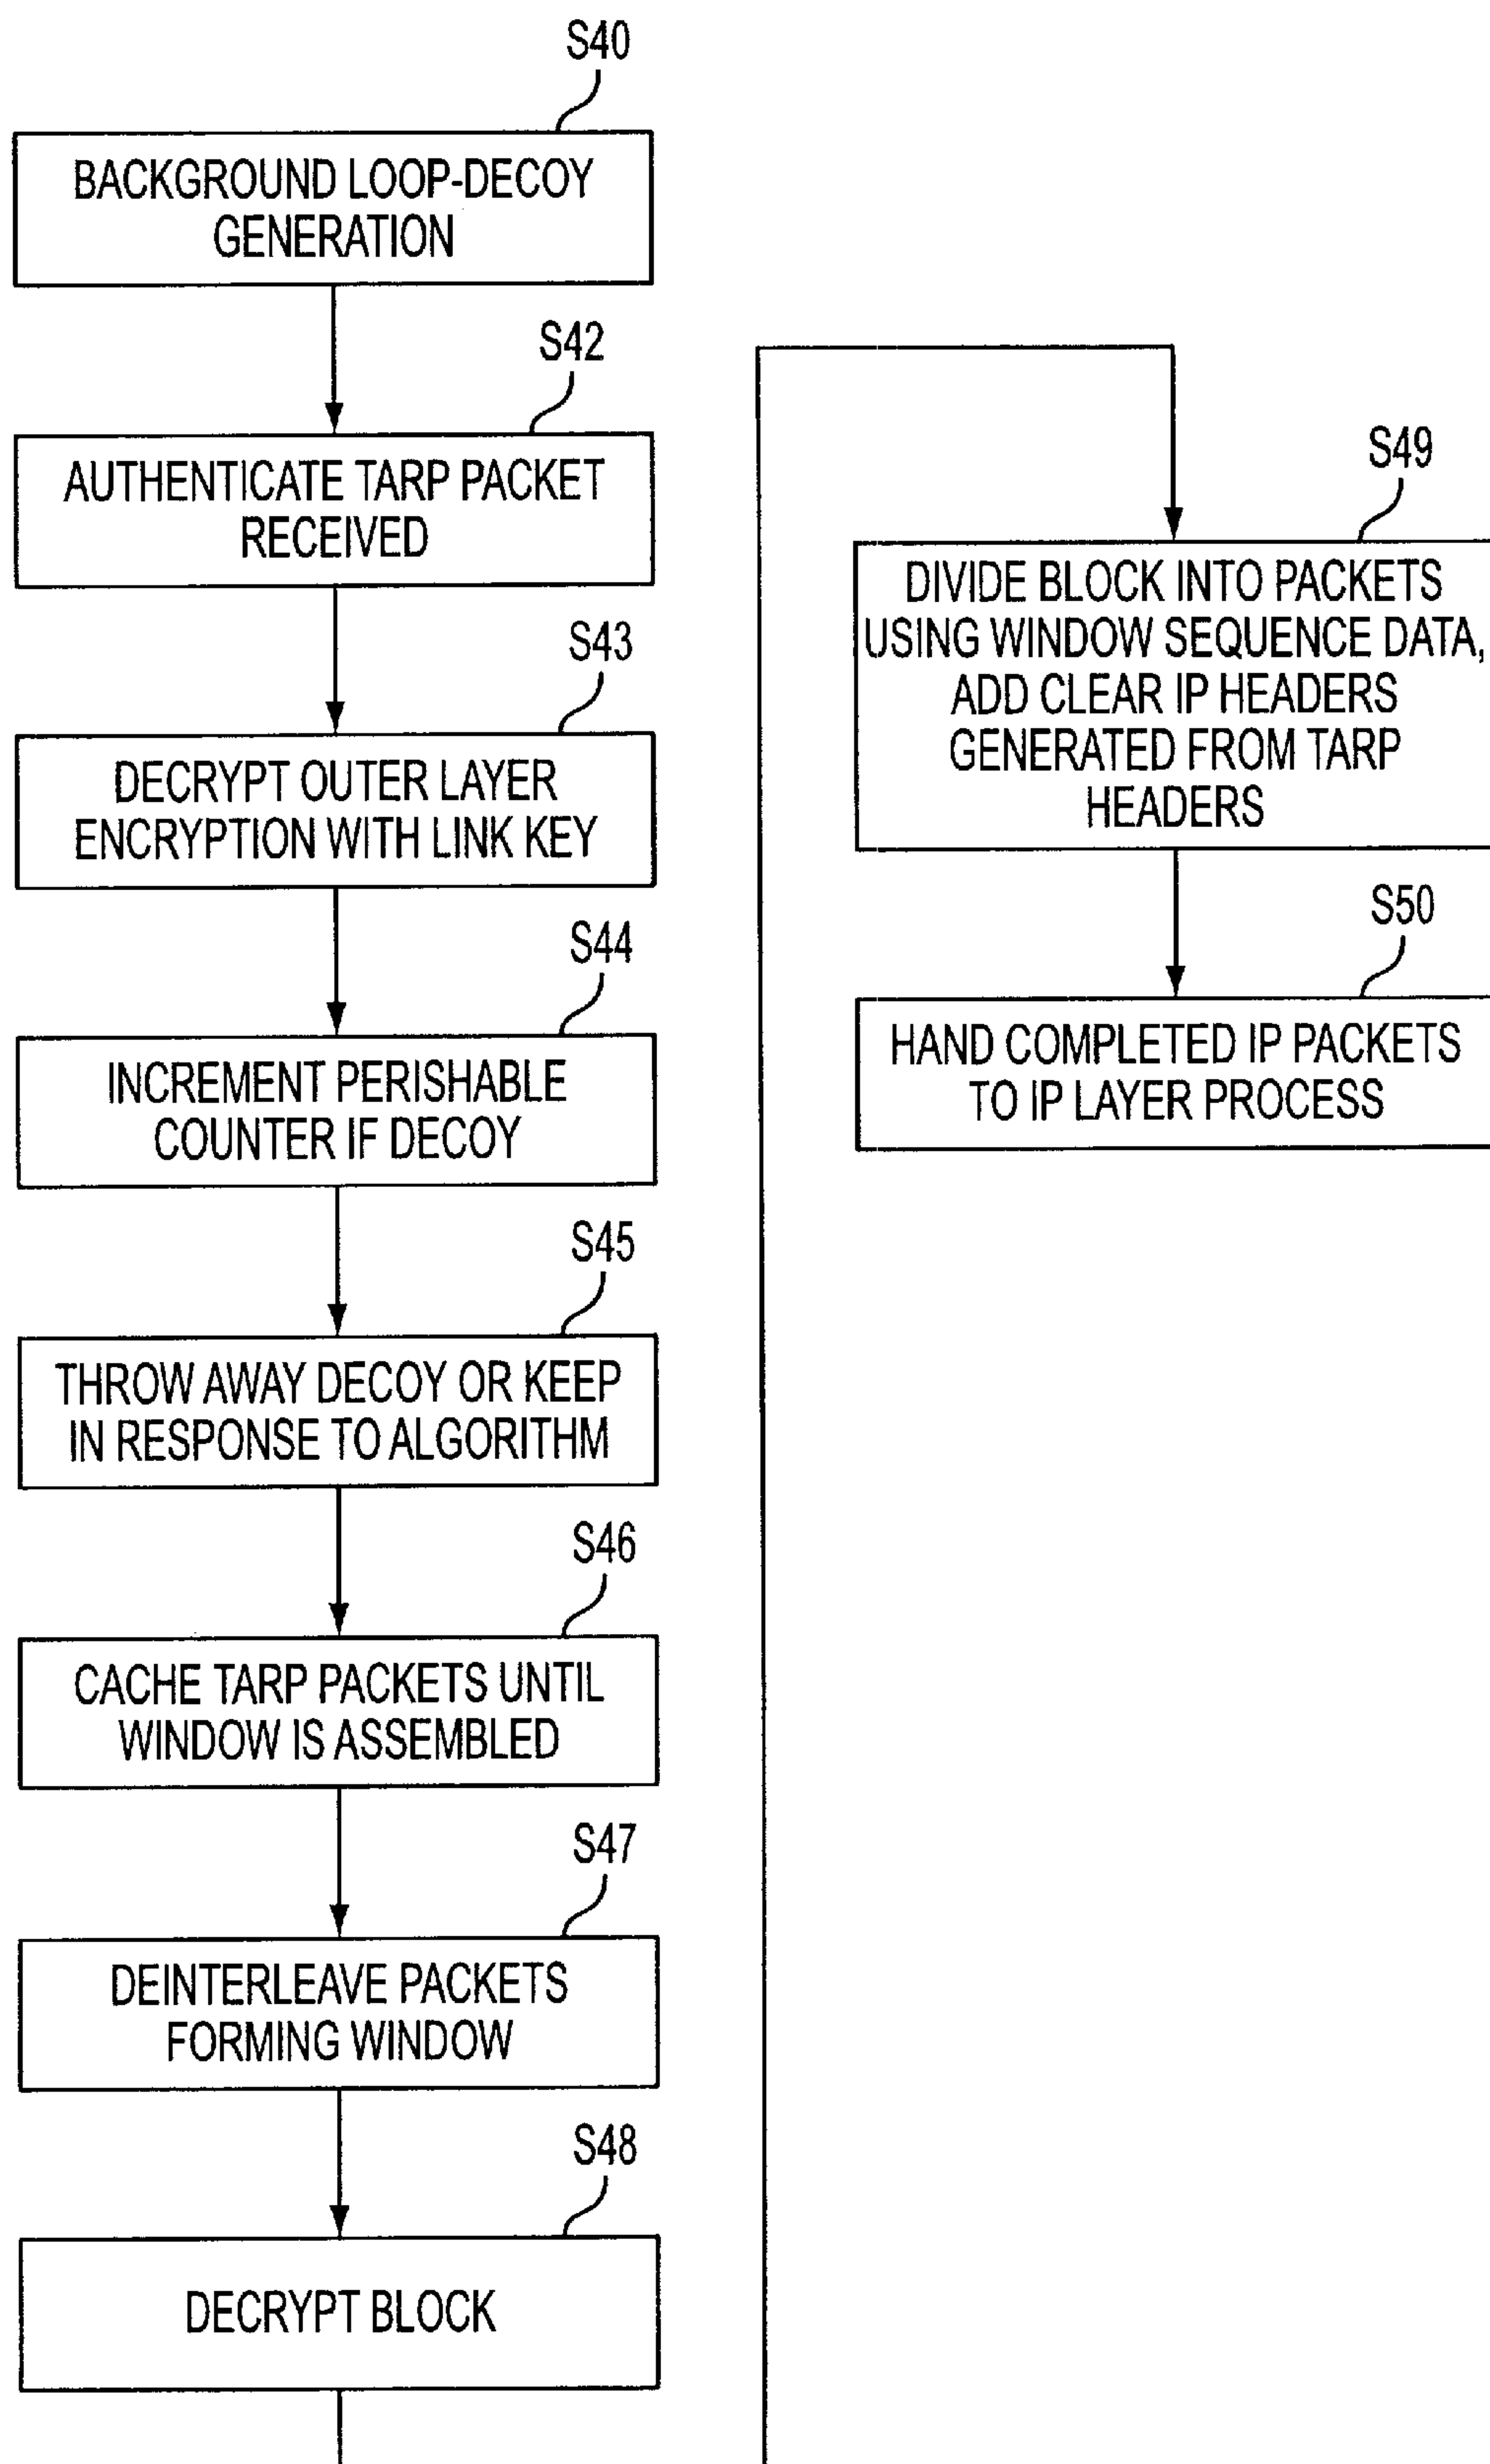 S40
BACKGROUND LOOP-DECOY
GENERATION
S42
AUTHENTICATE TARP PACKET
RECEIVED
S43
DECRYPT OUTER LAYER
ENCRYPTION WITH LINK KEY
S44
INCREMENT PERISHABLE
COUNTER IF DECOY
S45
THROW AWAY DECOY OR KEEP
IN RESPONSE TO ALGORITHM
S46
CACHE TARP PACKETS UNTIL
WINDOW IS ASSEMBLED
S47
DEINTERLEAVE PACKETS
FORMING WINDOW
S48
DECRYPT BLOCK
S49
DIVIDE BLOCK INTO PACKETS
USING WINDOW SEQUENCE DATA,
ADD CLEAR IP HEADERS
GENERATED FROM TARP
HEADERS
S50
HAND COMPLETED IP PACKETS
TO IP LAYER PROCESS